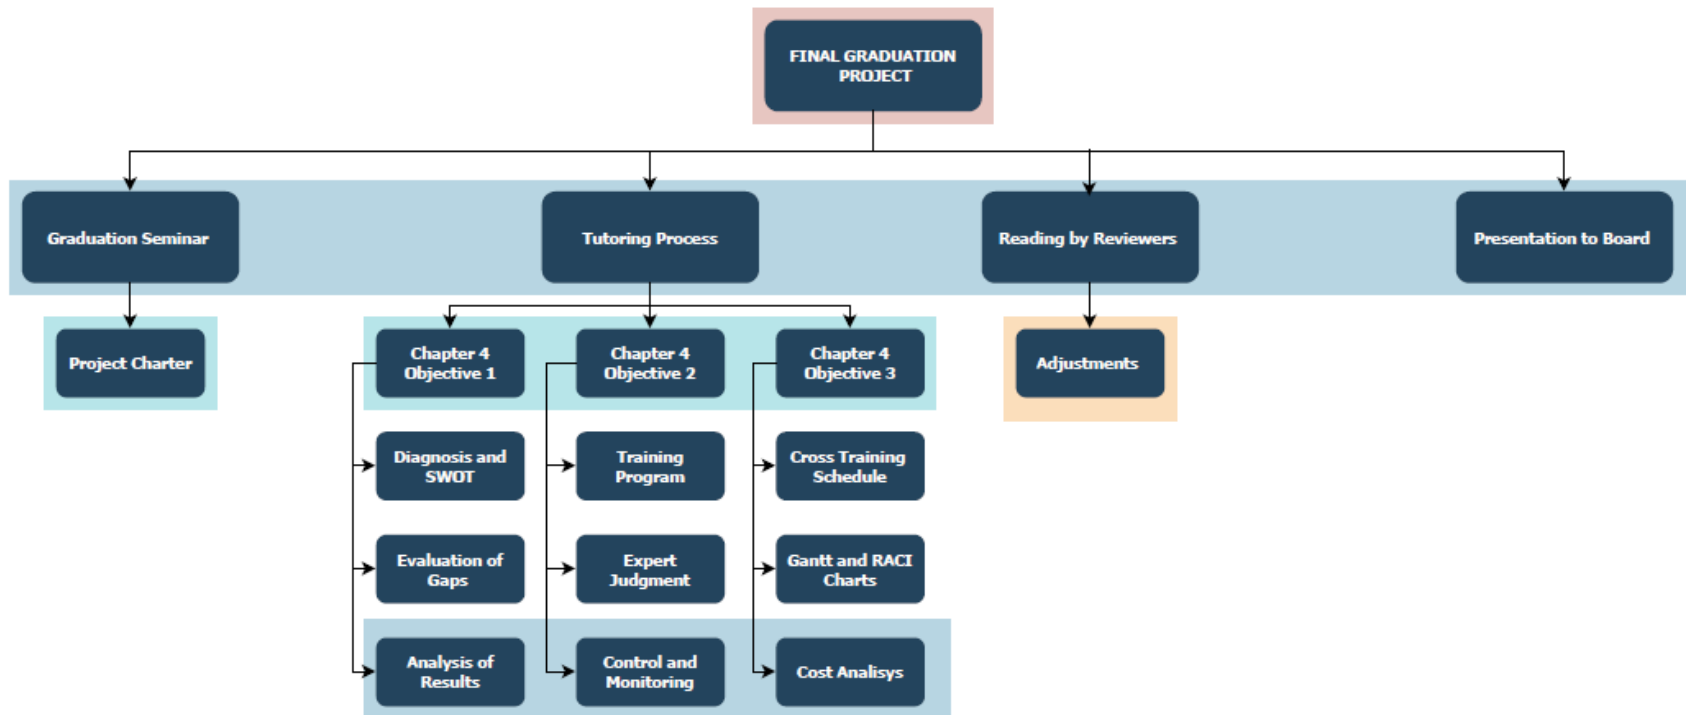 FINAL GRADUATION
PROJECT
Graduation Seminar
Tutoring Process
Reading by Reviewers
Presentation to Board
Project Charter
Chapter 4
Objective 1
Chapter 4
Objective 2
Chapter 4
Objective 3
Adjustments
Diagnosis and
SWOT
Training
Program
Cross Training
Schedule
Evaluation of
Gaps
Expert
Judgment
Gantt and RACI
Charts
Analysis of
Results
Control and
Monitoring
Cost Analisys